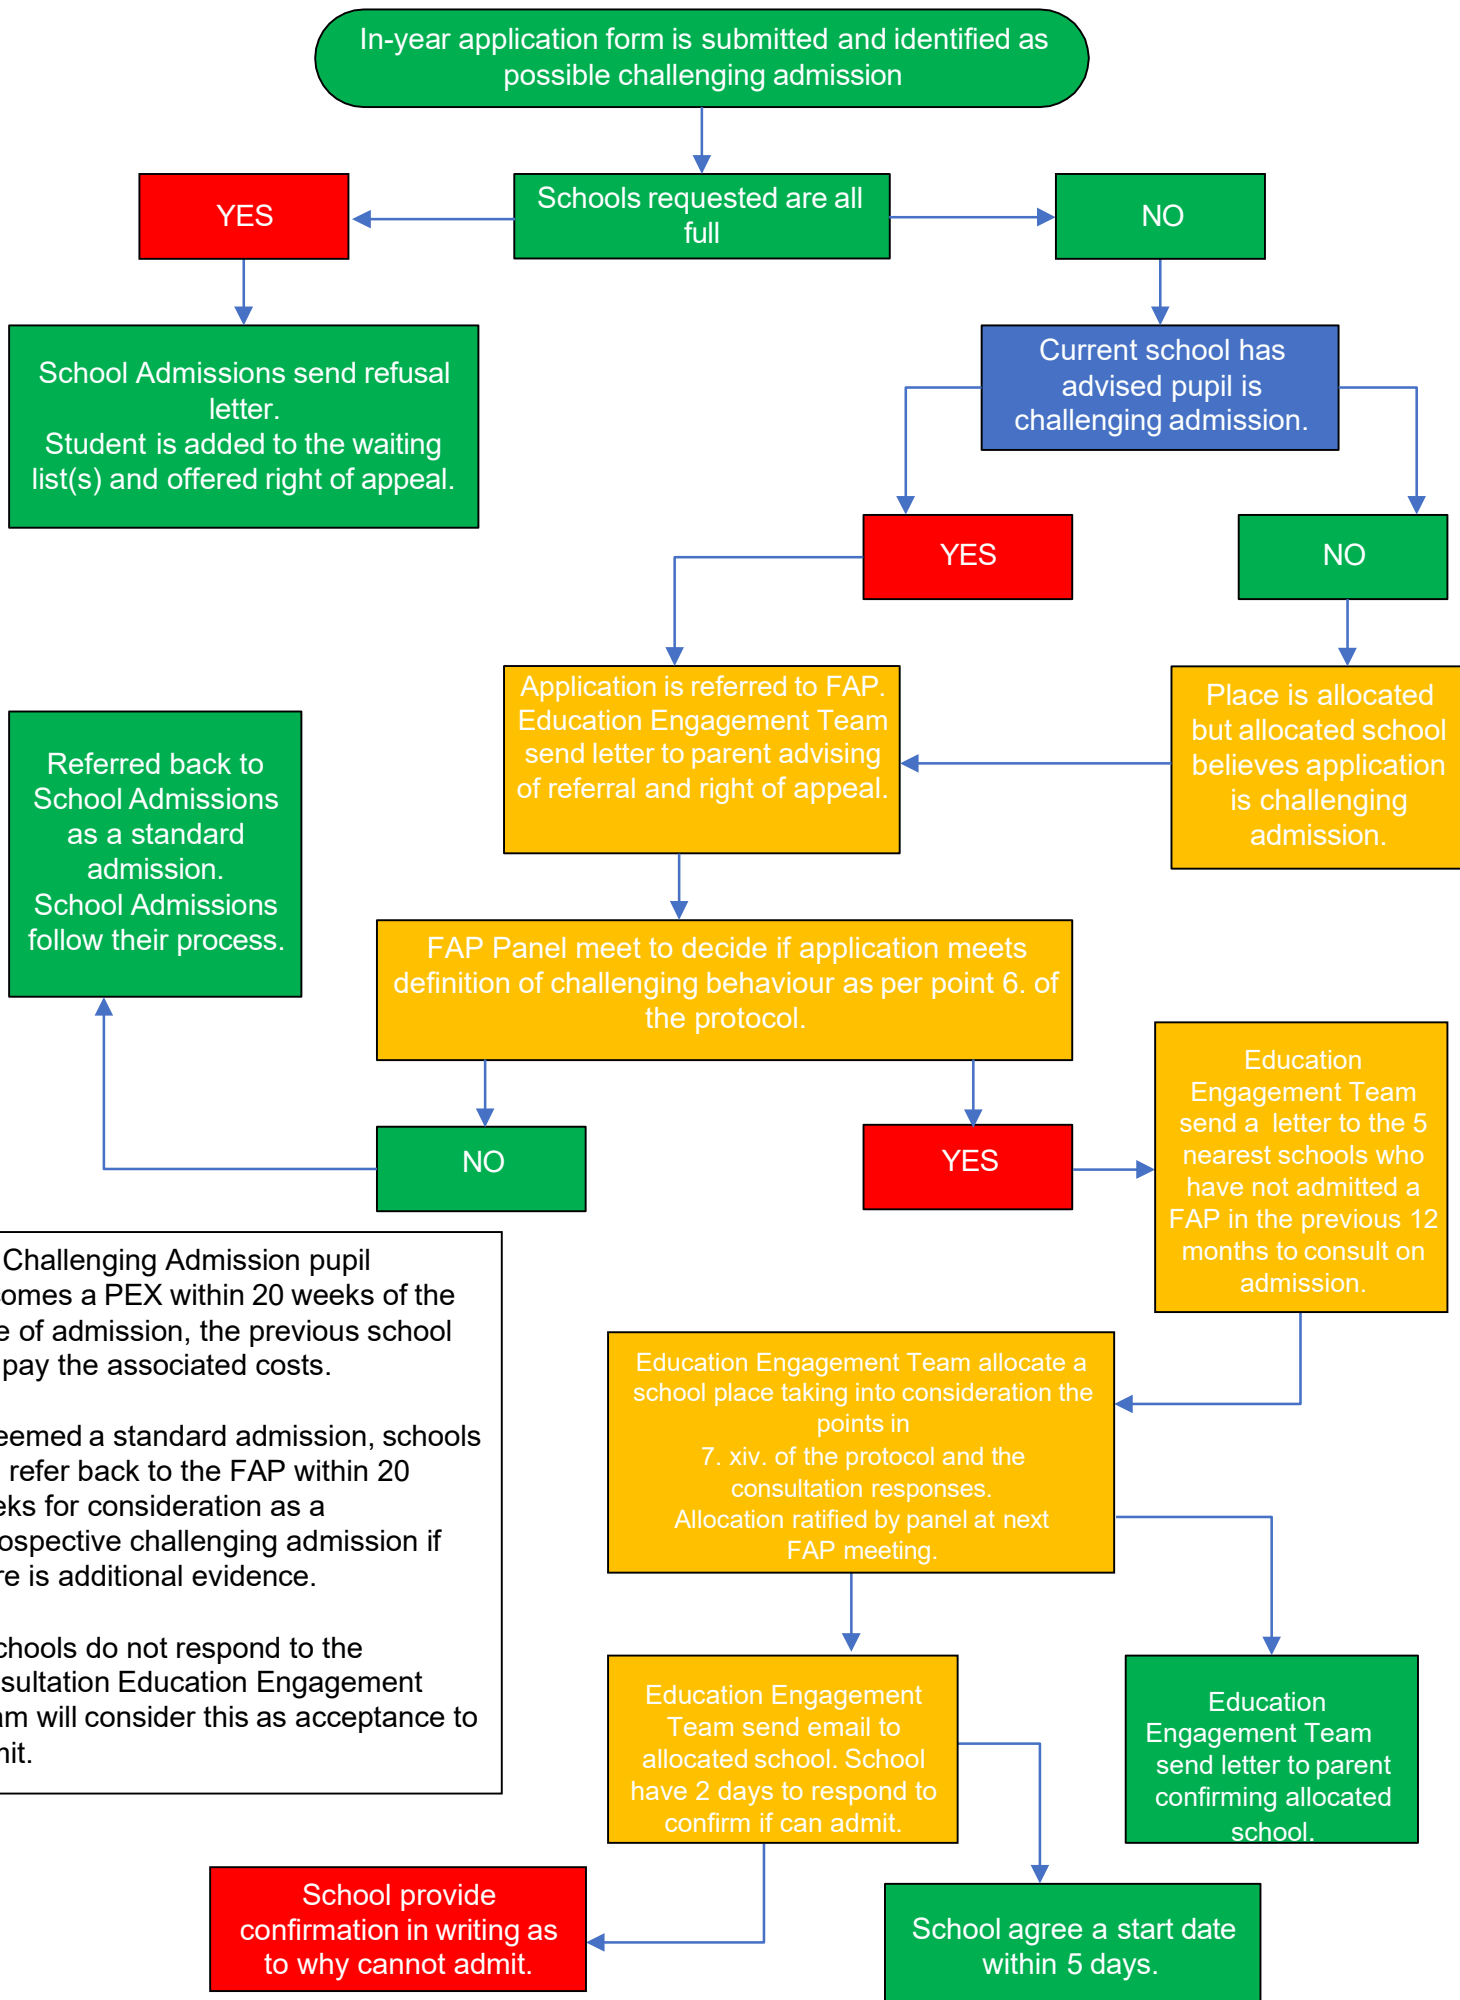 In-year application form is submitted and identified as
possible challenging admission
YES
Schools requested are all
full
NO
School Admissions send refusal
letter.
Student is added to the waiting
list(s) and offered right of appeal.
Current school has
advised pupil is
challenging admission.
YES
NO
Application is referred to FAP.
Education Engagement Team
send letter to parent advising
of referral and right of appeal.
Place is allocated
but allocated school
believes application
is challenging
admission.
Referred back to
School Admissions
as a standard
admission.
School Admissions
follow their process.
FAP Panel meet to decide if application meets
definition of challenging behaviour as per point 6. of
the protocol.
NO
YES
Education
Engagement Team
send a letter to the 5
nearest schools who
have not admitted a
FAP in the previous 12
months to consult on
admission.
Challenging Admission pupil
a PEX within 20 weeks of the
of admission, the previous school
pay the associated costs.
a standard admission, schools
refer back to the FAP within 20
for consideration as a
challenging admission if
is additional evidence.
do not respond to the
Education Engagement
will consider this as acceptance to
Education Engagement Team allocate a
school place taking into consideration the
points in
7. xiv. of the protocol and the
consultation responses.
Allocation ratified by panel at next
FAP meeting.
Education Engagement
Team send email to
allocated school. School
have 2 days to respond to
confirm if can admit.
Education
Engagement Team
send letter to parent
confirming allocated
school.
School provide
confirmation in writing as
to why cannot admit.
School agree a start date
within 5 days.